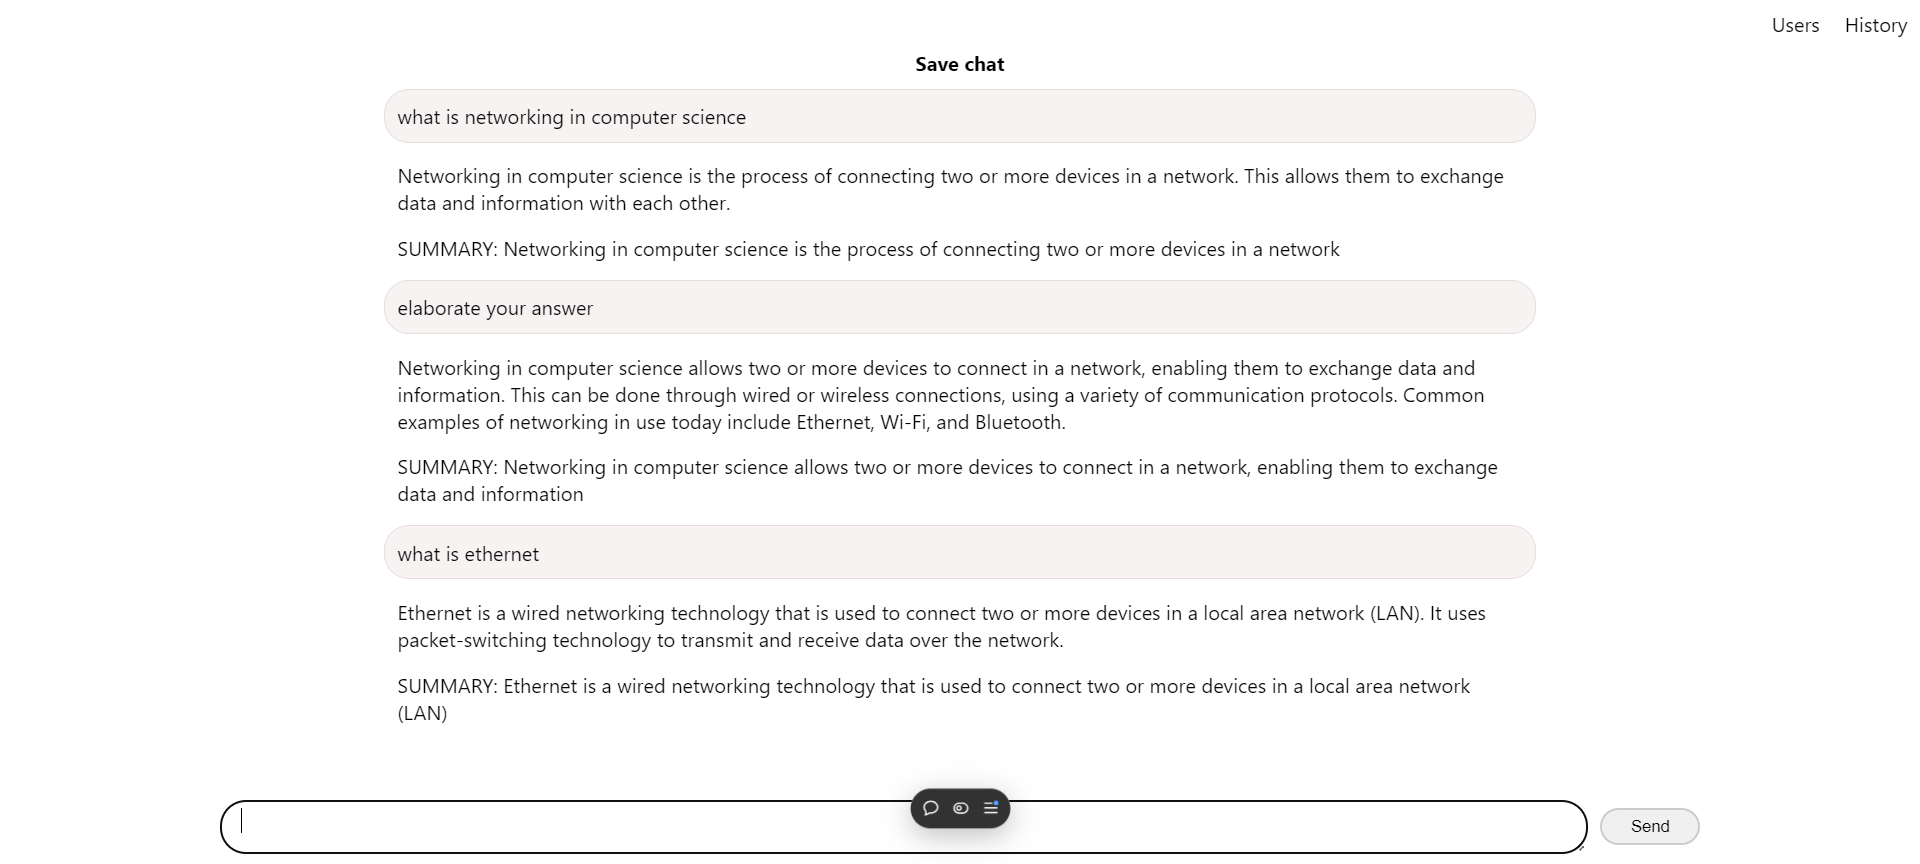 Users History
Save chat
what is networking in computer science
Networking in computer science is the process of connecting two or more devices in a network. This allows them to exchange
data and information with each other.
SUMMARY: Networking in computer science is the process of connecting two or more devices in a network
elaborate your answer
Networking in computer science allows two or more devices to connect in a network, enabling them to exchange data and
information. This can be done through wired or wireless connections, using a variety of communication protocols. Common
examples of networking in use today include Ethernet, Wi-Fi, and Bluetooth.
SUMMARY: Networking in computer science allows two or more devices to connect in a network, enabling them to exchange
data and information
what is ethernet
Ethernet is a wired networking technology that is used to connect two or more devices in a local area network (LAN). It uses
packet-switching technology to transmit and receive data over the network.
SUMMARY: Ethernet is a wired networking technology that is used to connect two or more devices in a local area network
(LAN)
Send